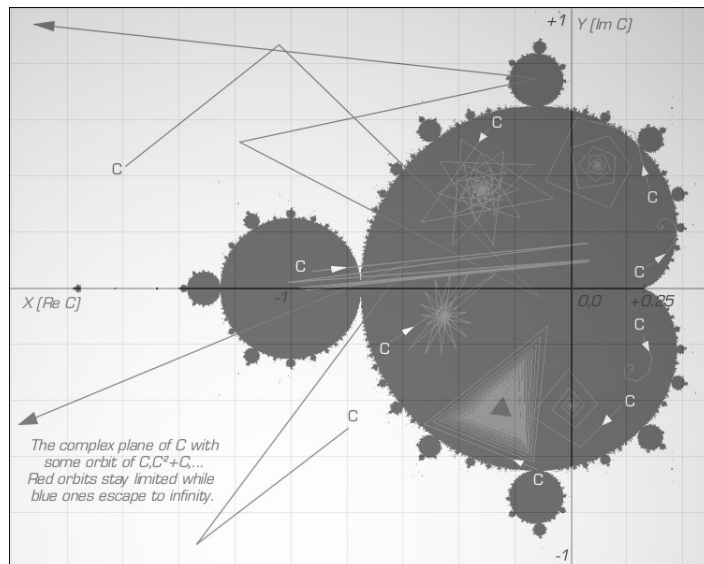 +1
Y [Im C]
C
C
C
C
C
X [Re C]
-1
0,0
+0.25
C
C
C
C
C
The complex plane of C with
some orbit of C,C²+C,...
Red orbits stay limited while
blue ones escape to infinity.
-1